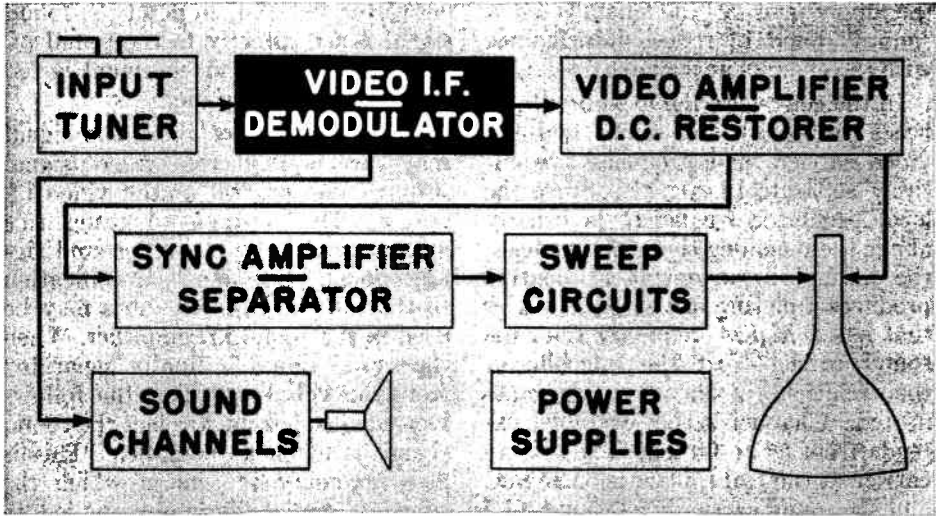 INPUT
TUNER
VIDEO I.F.
DEMODULATOR
VIDEO AMPLIFIER
D.C. RESTORER
SYNC AMPLIFIER
SEPARATOR
SWEEP
CIRCUITS
SOUND
CHANNELS
POWER
SUPPLIES